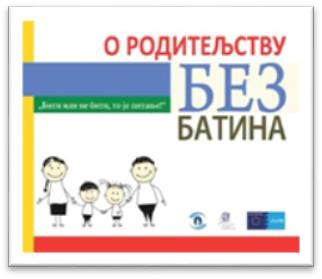 О РОДИТЕЉСТВУ
БЕЗ
„Бити или не бити, то је питање!"
БАТИНА